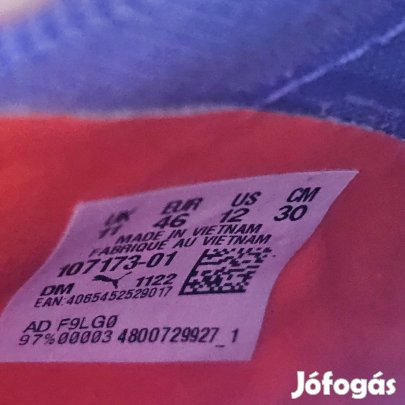 UK EUR US CM
11 46 12 30
MADE IN VIETNAM
FABRIQUE AU VIETNAM
107173-01
DM 1122
EAN:4065452529017
AD F9LG0
97%00003 4800729927_1
Jófogás